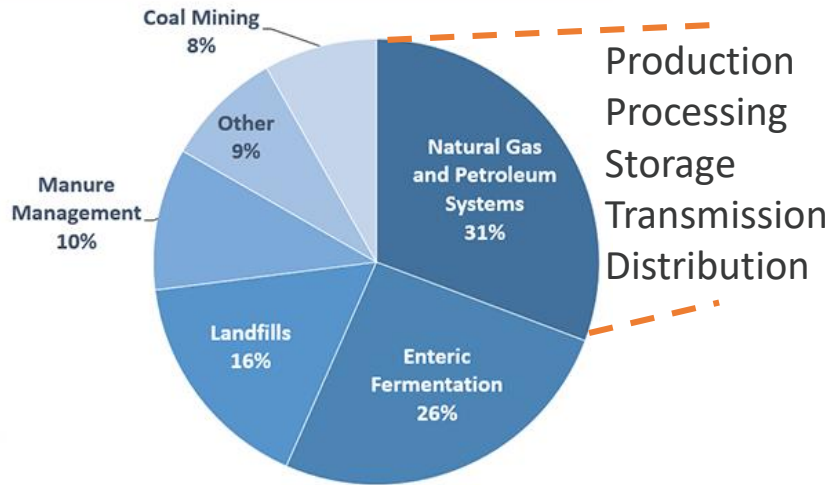 Coal Mining
8%
Other
9%
Manure
Management
10%
Landfills
16%
Enteric
Fermentation
26%
Natural Gas
and Petroleum
Systems
31%
Production
Processing
Storage
Transmission
Distribution